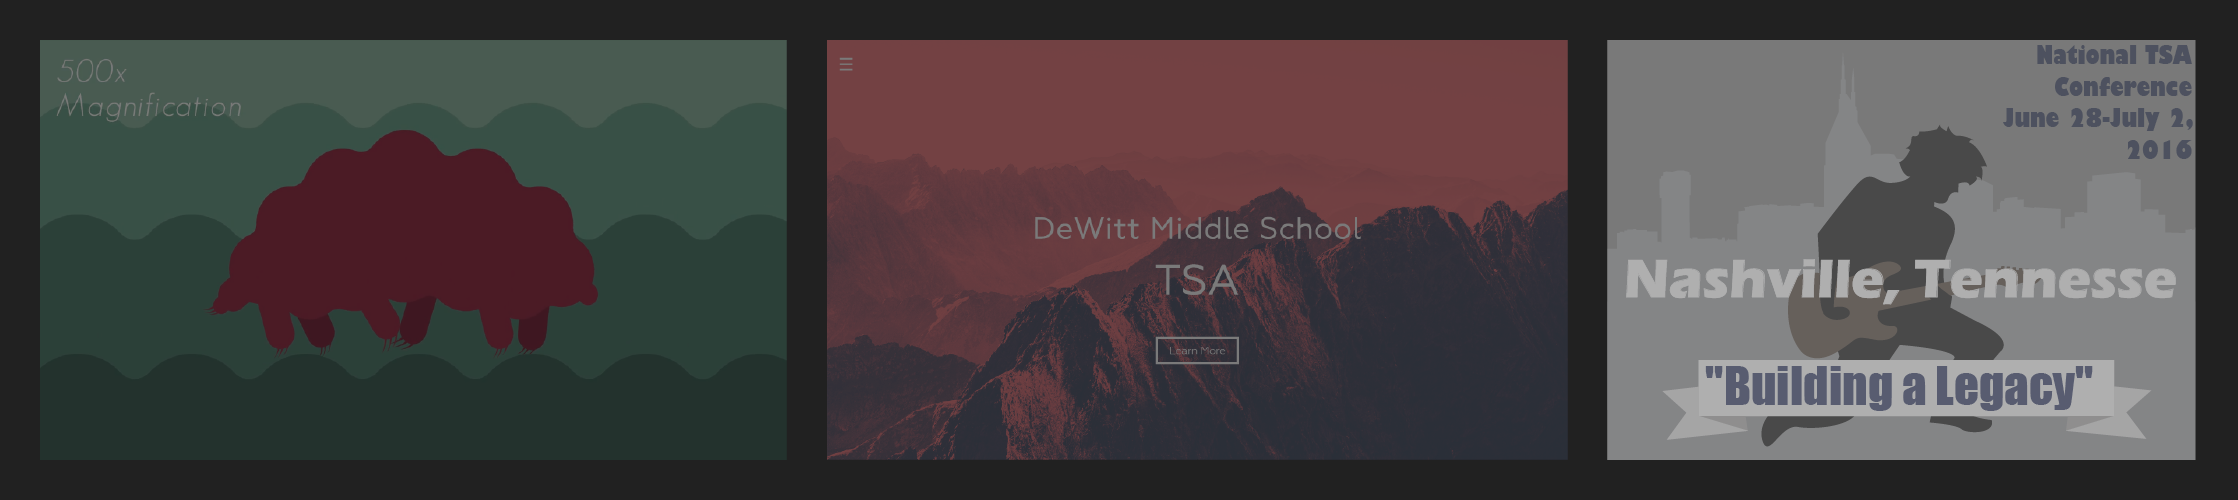 500x
Magnification
DeWitt Middle School
TSA
Learn More
National TSA
Conference
June 28-July 2,
2016
Nashville, Tennesse
"Building a Legacy"